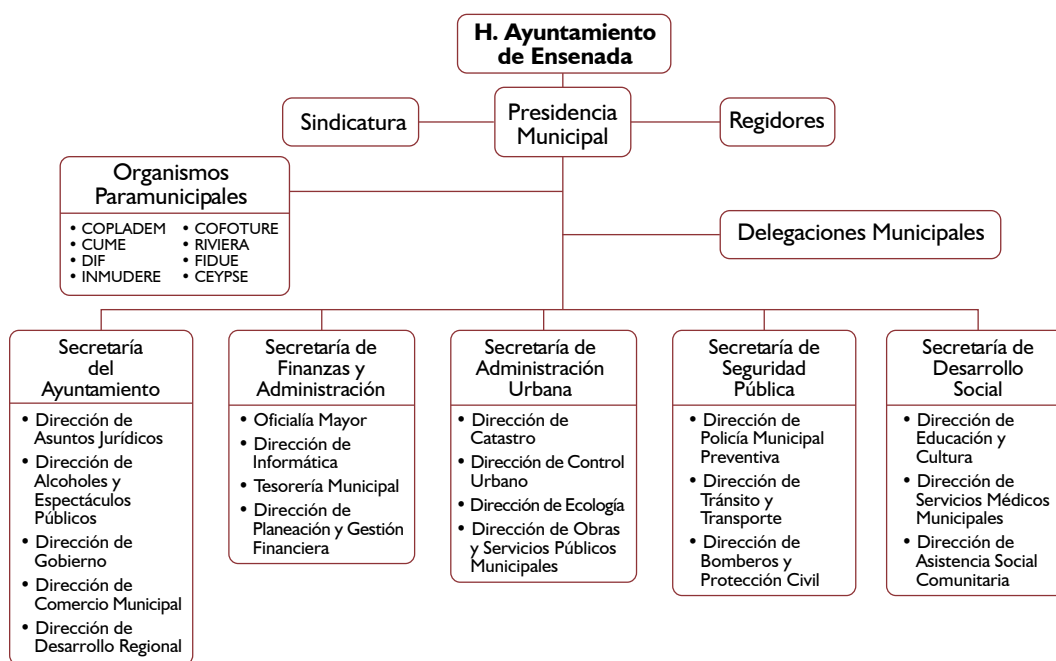 H. Ayuntamiento
de Ensenada
Sindicatura
Presidencia
Municipal
Regidores
Organismos
Paramunicipales
• COPLADEM
• CUME
• DIF
• INMUDERE
• COFOTURE
• RIVIERA
• FIDUE
• CEYPSE
Delegaciones Municipales
Secretaría
del
Ayuntamiento
• Dirección de
Asuntos Jurídicos
• Dirección de
Alcoholes y
Espectáculos
Públicos
• Dirección de
Gobierno
• Dirección de
Comercio Municipal
• Dirección de
Desarrollo Regional
Secretaría de
Finanzas y
Administración
• Oficialía Mayor
• Dirección de
Informática
• Tesorería Municipal
• Dirección de
Planeación y Gestión
Financiera
Secretaría de
Administración
Urbana
• Dirección de
Catastro
• Dirección de Control
Urbano
• Dirección de Ecología
• Dirección de Obras
y Servicios Públicos
Municipales
Secretaría de
Seguridad
Pública
• Dirección de
Policía Municipal
Preventiva
• Dirección de
Tránsito y
Transporte
• Dirección de
Bomberos y
Protección Civil
Secretaría de
Desarrollo
Social
• Dirección de
Educación y
Cultura
• Dirección de
Servicios Médicos
Municipales
• Dirección de
Asistencia Social
Comunitaria